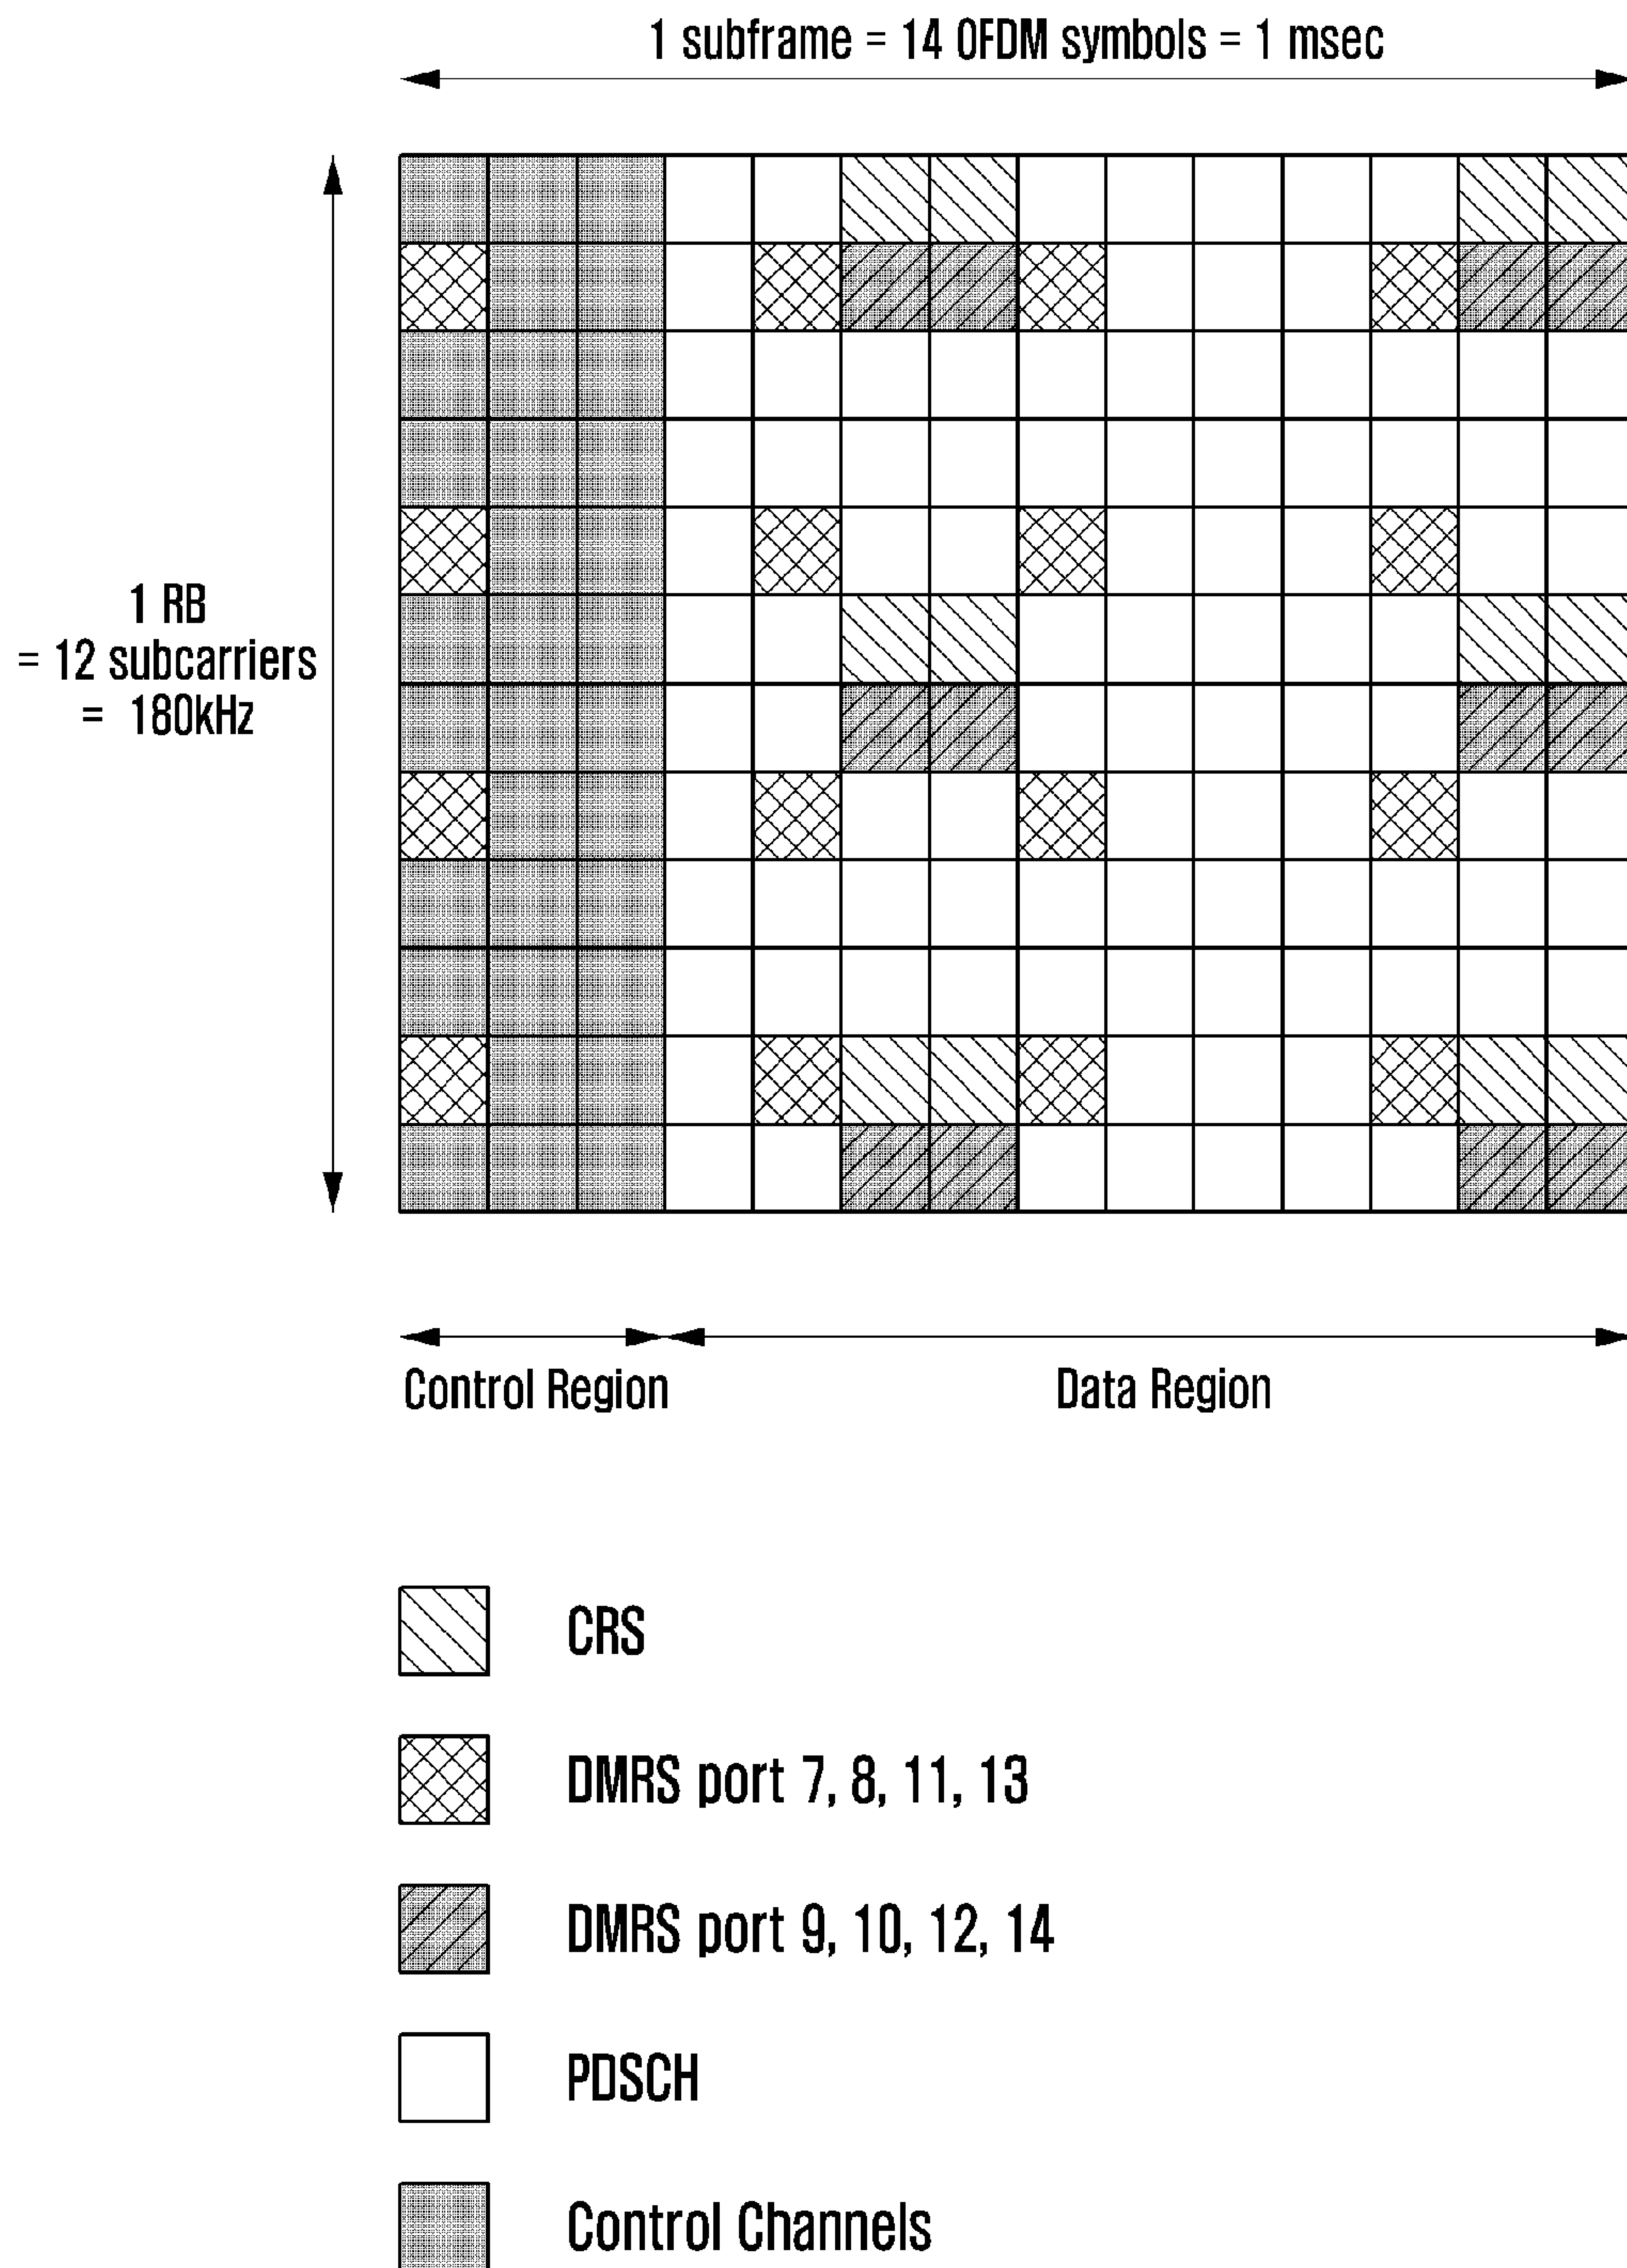 1 subframe = 14 OFDM symbols = 1 msec
1 RB
= 12 subcarriers
= 180kHz
Control Region
Data Region
CRS
DMRS port 7, 8, 11, 13
DMRS port 9, 10, 12, 14
PDSCH
Control Channels